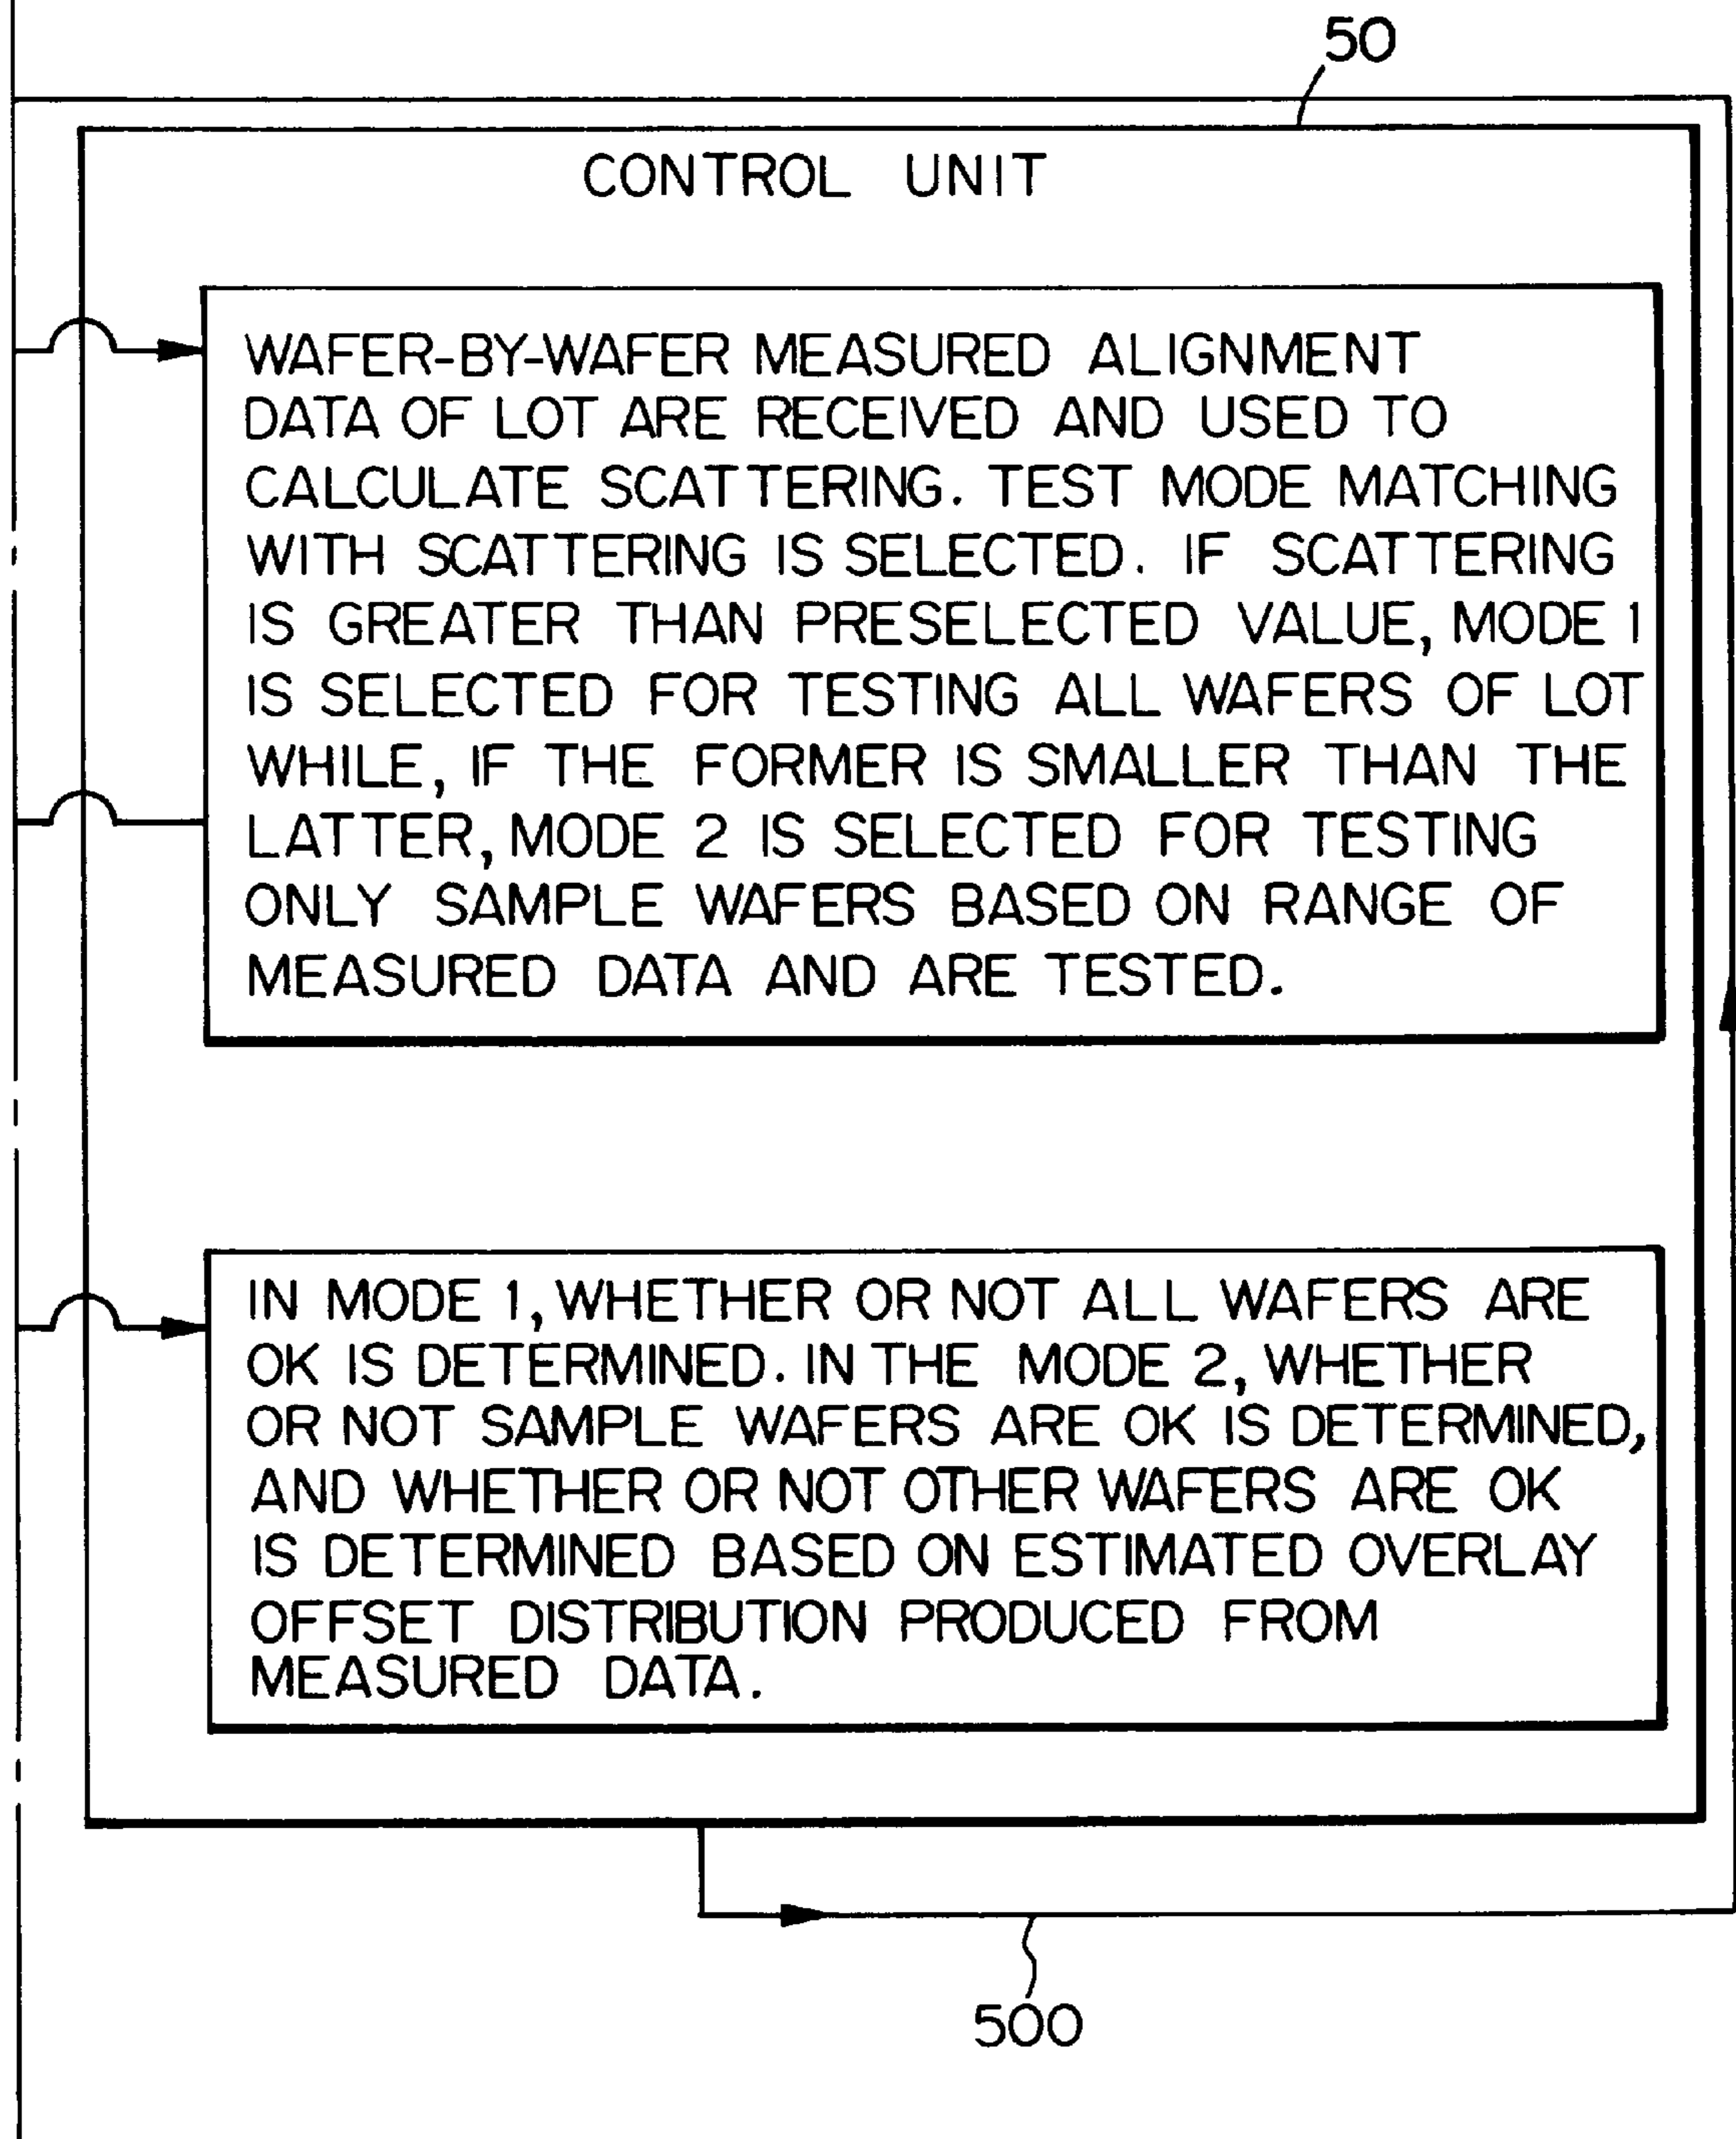 50
CONTROL UNIT
WAFER-BY-WAFER MEASURED ALIGNMENT
DATA OF LOT ARE RECEIVED AND USED TO
CALCULATE SCATTERING. TEST MODE MATCHING
WITH SCATTERING IS SELECTED. IF SCATTERING
IS GREATER THAN PRESELECTED VALUE, MODE 1
IS SELECTED FOR TESTING ALL WAFERS OF LOT
WHILE, IF THE FORMER IS SMALLER THAN THE
LATTER, MODE 2 IS SELECTED FOR TESTING
ONLY SAMPLE WAFERS BASED ON RANGE OF
MEASURED DATA AND ARE TESTED.
IN MODE 1, WHETHER OR NOT ALL WAFERS ARE
OK IS DETERMINED. IN THE MODE 2, WHETHER
OR NOT SAMPLE WAFERS ARE OK IS DETERMINED,
AND WHETHER OR NOT OTHER WAFERS ARE OK
IS DETERMINED BASED ON ESTIMATED OVERLAY
OFFSET DISTRIBUTION PRODUCED FROM
MEASURED DATA.
500